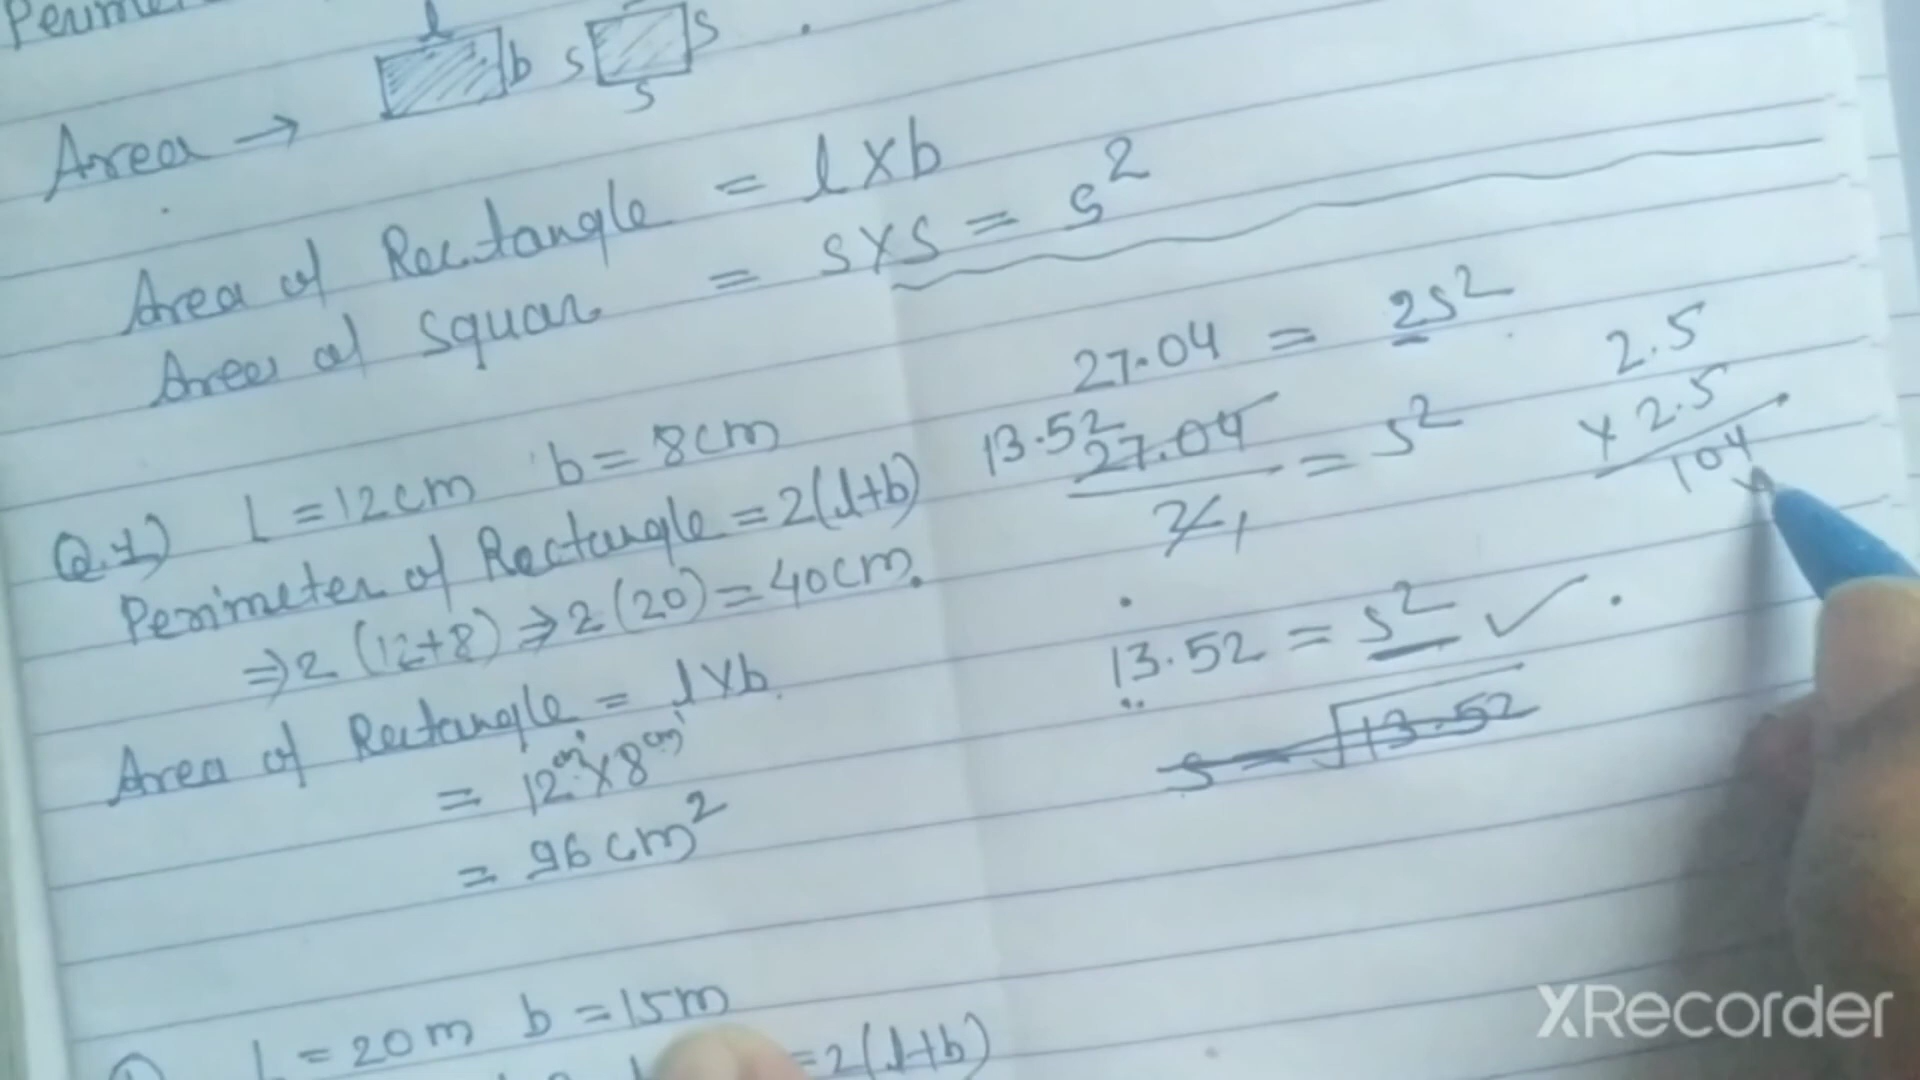 l
b s s
s
Area →
Area of Rectangle = l×b
Area of Squar = s×s = s²
Q.1) L = 12cm b = 8cm
Perimeter of Rectangle = 2(l+b)
⇒ 2 (12+8) ⇒ 2 (20) = 40cm.
Area of Rectangle = l×b.
= 12cm × 8cm
= 96 cm²
L = 20m b = 15m
= 2(l+b)
27.04 = 2s²
13.52 27.04 = s²
2 1
13.52 = s² ✓
s = √13.52
2.5
× 2.5
104
XRecorder